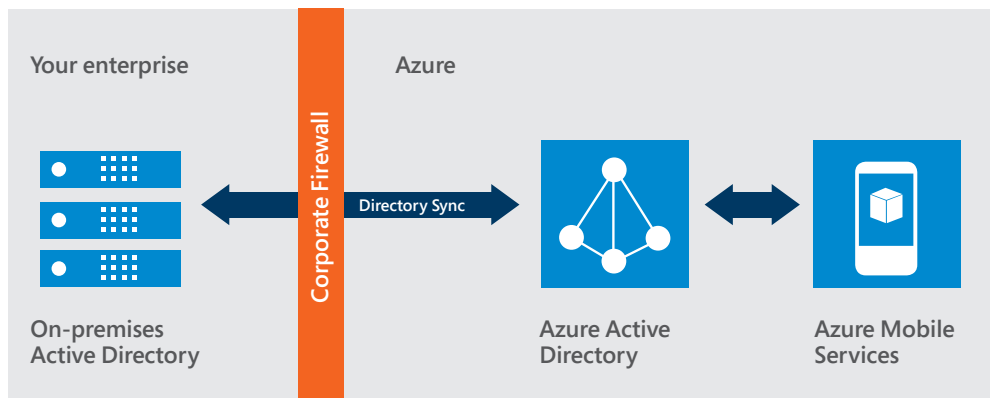 Your enterprise
Azure
Corporate Firewall
Directory Sync
On-premises
Active Directory
Azure Active
Directory
Azure Mobile
Services